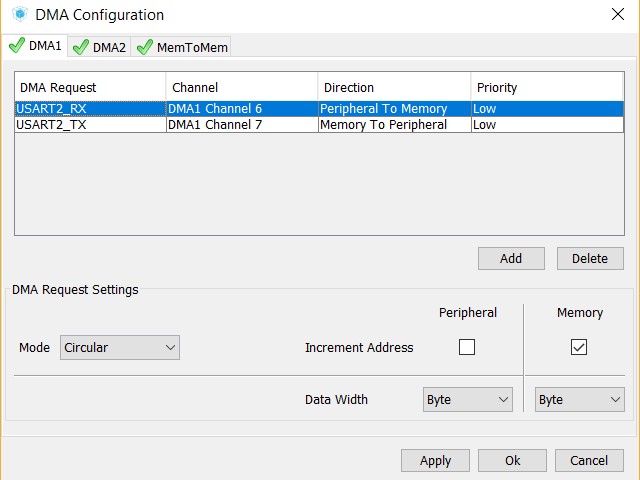 DMA Configuration
DMA1 DMA2 MemToMem
DMA Request Channel Direction Priority
USART2_RX DMA1 Channel 6 Peripheral To Memory Low
USART2_TX DMA1 Channel 7 Memory To Peripheral Low
Add Delete
DMA Request Settings
Peripheral Memory
Mode Circular Increment Address
Data Width Byte Byte
Apply Ok Cancel